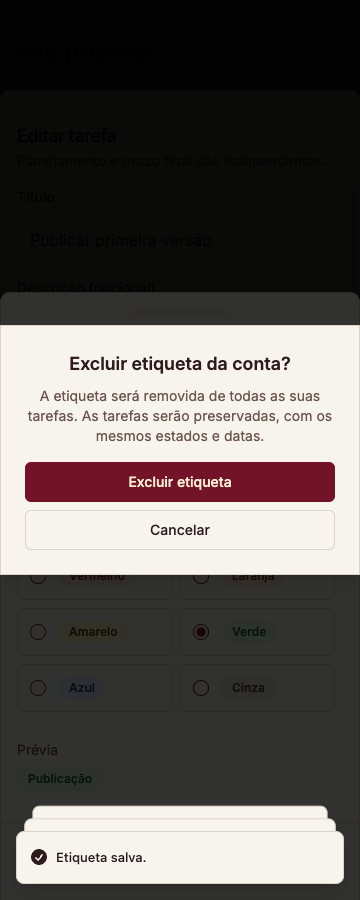 Editar tarefa
Planejamento e prazo final são independentes.
Título
Publicar primeira versão
Descrição (opcional)
Excluir etiqueta da conta?
A etiqueta será removida de todas as suas
tarefas. As tarefas serão preservadas, com os
mesmos estados e datas.
Excluir etiqueta
Cancelar
Vermelho
Laranja
Amarelo
Verde
Azul
Cinza
Prévia
Publicação
Etiqueta salva.